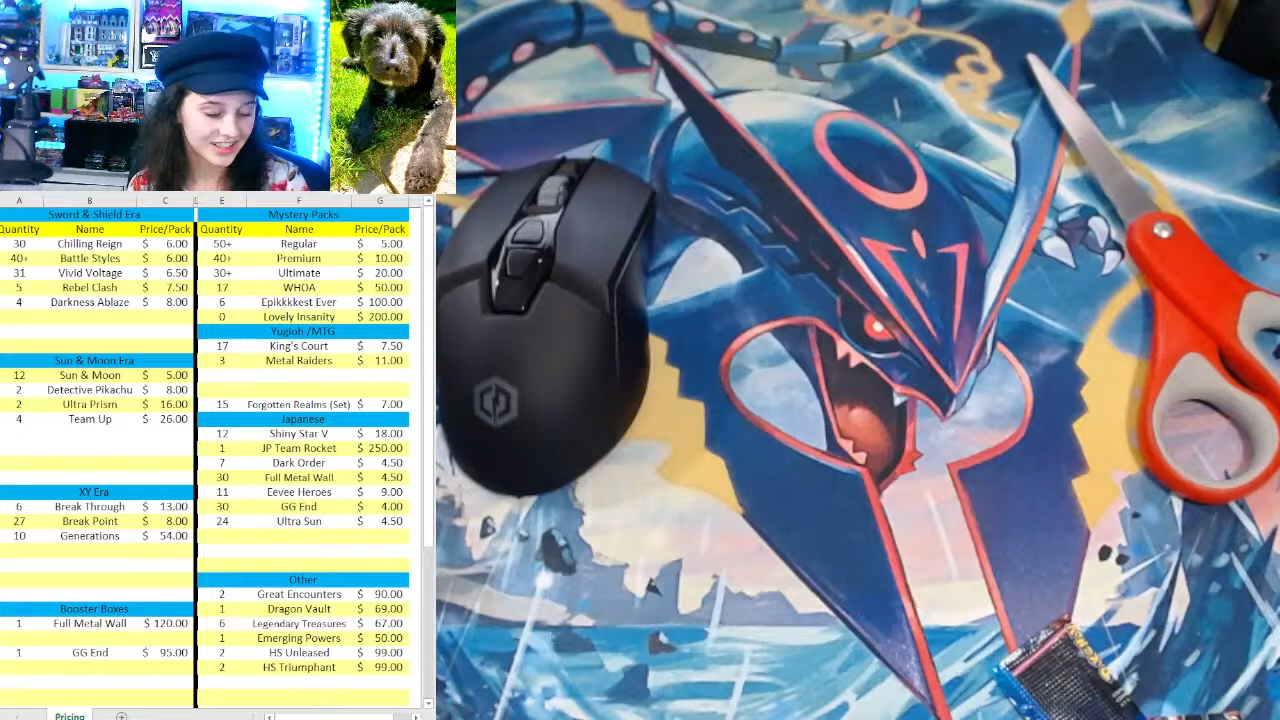 A B C E F G
Sword & Shield Era Mystery Packs
Quantity Name Price/Pack Quantity Name Price/Pack
30 Chilling Reign $ 6.00 50+ Regular $ 5.00
40+ Battle Styles $ 6.00 40+ Premium $ 10.00
31 Vivid Voltage $ 6.50 30+ Ultimate $ 20.00
5 Rebel Clash $ 7.50 17 WHOA $ 50.00
4 Darkness Ablaze $ 8.00 6 Epikkkkest Ever $ 100.00
0 Lovely Insanity $ 200.00
Yugioh /MTG
17 King's Court $ 7.50
Sun & Moon Era 3 Metal Raiders $ 11.00
12 Sun & Moon $ 5.00
2 Detective Pikachu $ 8.00
2 Ultra Prism $ 16.00 15 Forgotten Realms (Set) $ 7.00
4 Team Up $ 26.00 Japanese
12 Shiny Star V $ 18.00
1 JP Team Rocket $ 250.00
7 Dark Order $ 4.50
30 Full Metal Wall $ 4.50
XY Era 11 Eevee Heroes $ 9.00
6 Break Through $ 13.00 30 GG End $ 4.00
27 Break Point $ 8.00 24 Ultra Sun $ 4.50
10 Generations $ 54.00
Other
2 Great Encounters $ 90.00
Booster Boxes 1 Dragon Vault $ 69.00
1 Full Metal Wall $ 120.00 6 Legendary Treasures $ 67.00
1 Emerging Powers $ 50.00
1 GG End $ 95.00 2 HS Unleased $ 99.00
2 HS Triumphant $ 99.00
Pricing